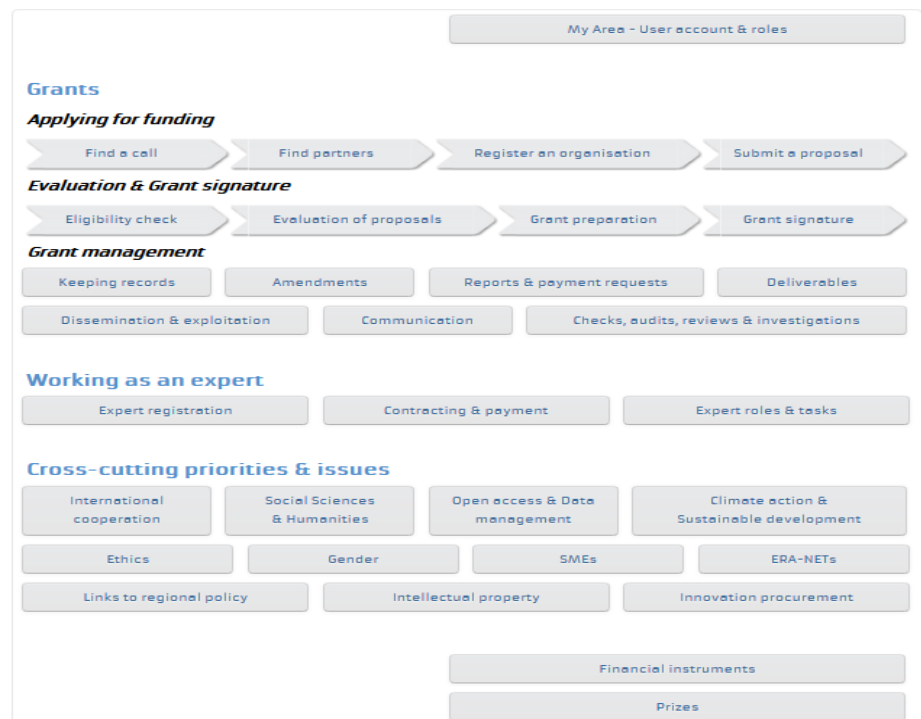 My Area - User account & roles
Grants
Applying for funding
Find a call
Find partners
Register an organisation
Submit a proposal
Evaluation & Grant signature
Eligibility check
Evaluation of proposals
Grant preparation
Grant signature
Grant management
Keeping records
Amendments
Reports & payment requests
Deliverables
Dissemination & exploitation
Communication
Checks, audits, reviews & investigations
Working as an expert
Expert registration
Contracting & payment
Expert roles & tasks
Cross-cutting priorities & issues
International
cooperation
Social Sciences
& Humanities
Open access & Data
management
Climate action &
Sustainable development
Ethics
Gender
SMEs
ERA-NETs
Links to regional policy
Intellectual property
Innovation procurement
Financial instruments
Prizes